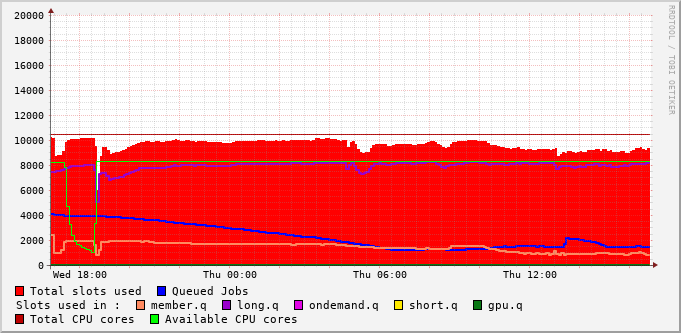 20000
18000
16000
14000
12000
10000
8000
6000
4000
2000
0
Wed 18:00 Thu 00:00 Thu 06:00 Thu 12:00
Total slots used Queued Jobs
Slots used in : member.q long.q ondemand.q short.q gpu.q
Total CPU cores Available CPU cores
RRDTOOL / TOBI OETIKER